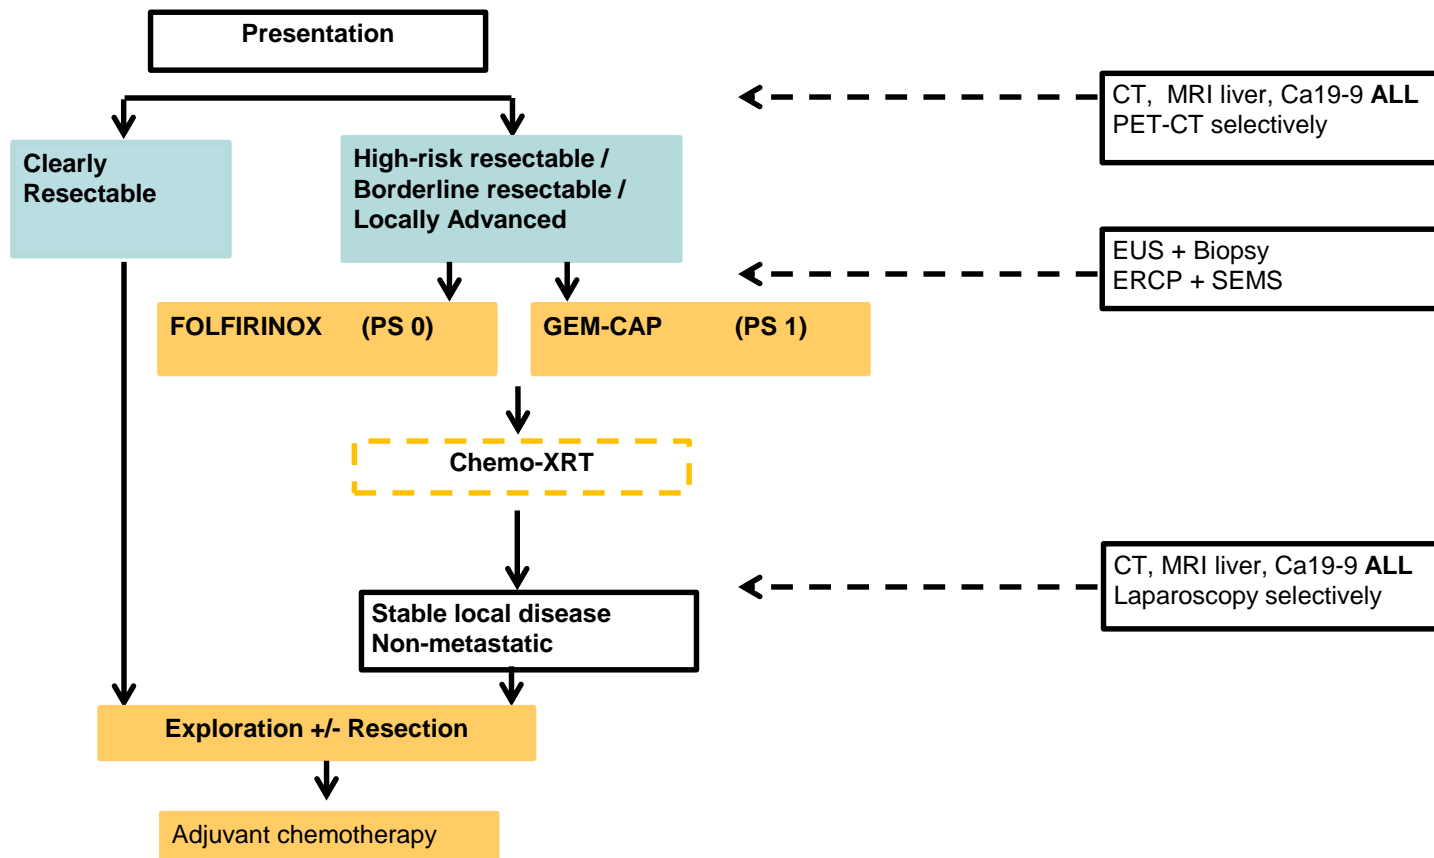 Presentation
CT, MRI liver, Ca19-9 ALL
PET-CT selectively
Clearly
Resectable
High-risk resectable /
Borderline resectable /
Locally Advanced
EUS + Biopsy
ERCP + SEMS
FOLFIRINOX (PS 0)
GEM-CAP (PS 1)
Chemo-XRT
CT, MRI liver, Ca19-9 ALL
Laparoscopy selectively
Stable local disease
Non-metastatic
Exploration +/- Resection
Adjuvant chemotherapy